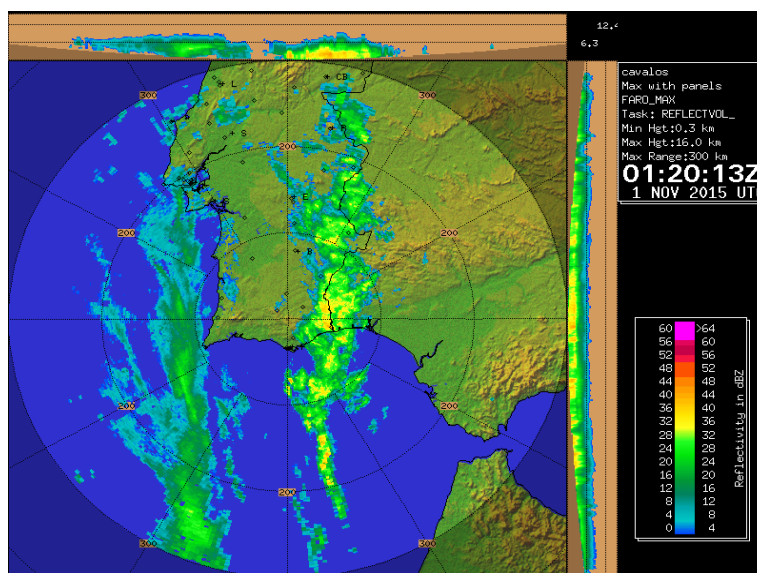 12.4
6.3
cavalos
Max with panels
FARO_MAX
Task: REFLECTVOL_
Min Hgt:0.3 km
Max Hgt:16.0 km
Max Range:300 km
01:20:13Z
1 NOV 2015 UTC
300
L
CB
300
S
200
E
200
R
200
200
200
200
300
300
60 >64
56 60
52 56
48 52
44 48
40 44
36 40
32 36
28 32
24 28
20 24
16 20
12 16
8 12
4 8
0 4
Reflectivity in dBZ